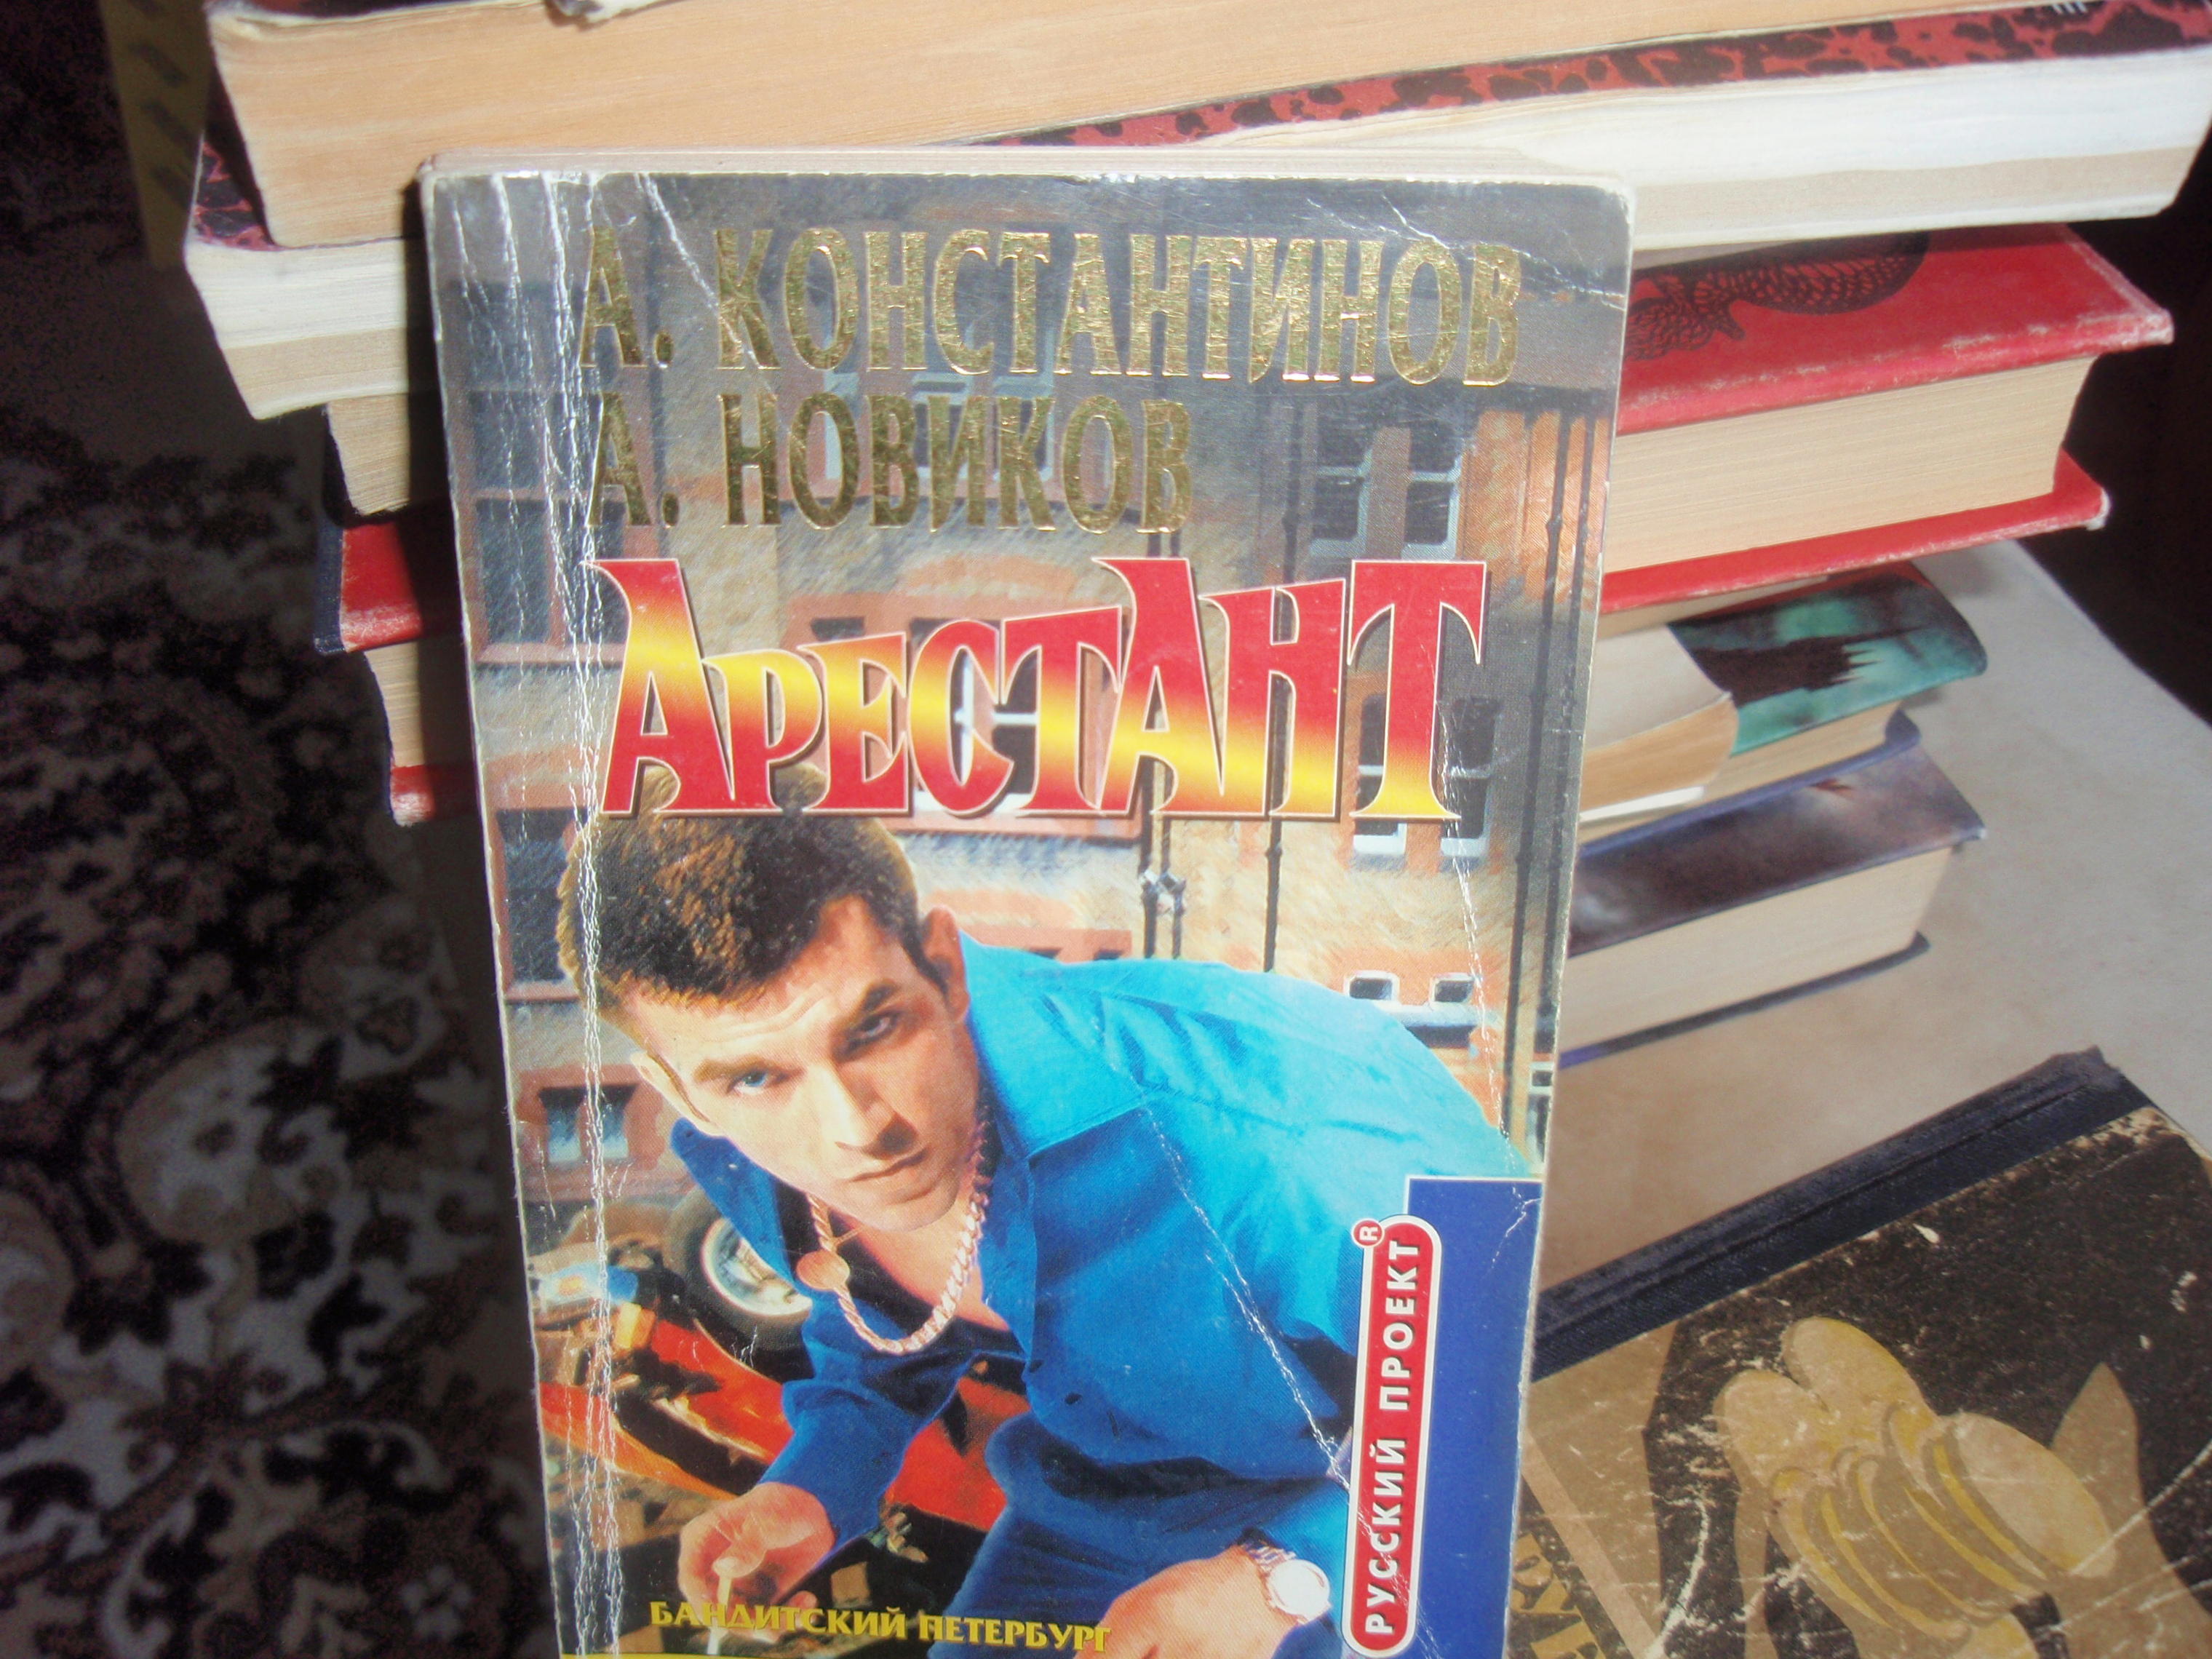 А. КОНСТАНТИНОВ
А. НОВИКОВ
АРЕСТАНТ
РУССКИЙ ПРОЕКТ
®
БАНДИТСКИЙ ПЕТЕРБУРГ